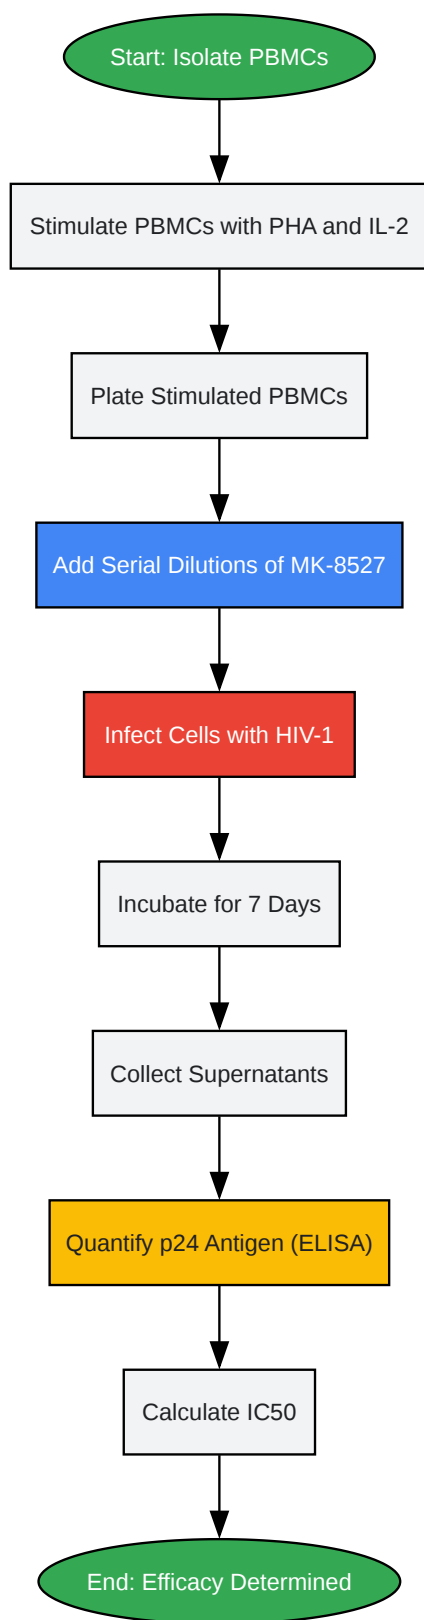 Start: Isolate PBMCs
Stimulate PBMCs with PHA and IL-2
Plate Stimulated PBMCs
Add Serial Dilutions of MK-8527
Infect Cells with HIV-1
Incubate for 7 Days
Collect Supernatants
Quantify p24 Antigen (ELISA)
Calculate IC50
End: Efficacy Determined